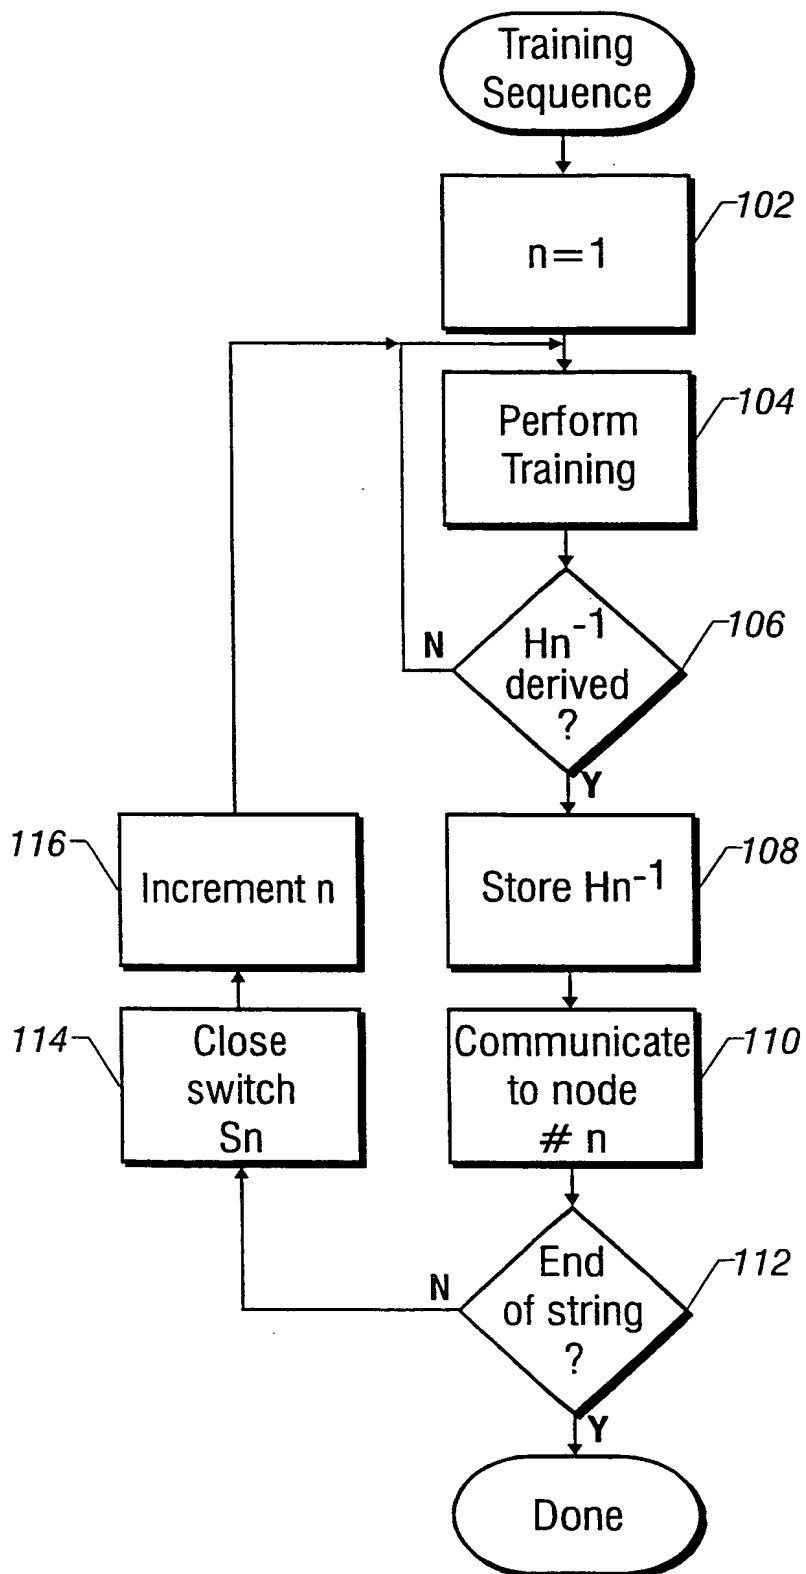 Training
Sequence
102
n=1
104
Perform
Training
106
Hn⁻¹
derived
?
N
Y
108
Store Hn⁻¹
110
Communicate
to node
# n
112
End
of string
?
N
Y
114
Close
switch
Sn
116
Increment n
Done